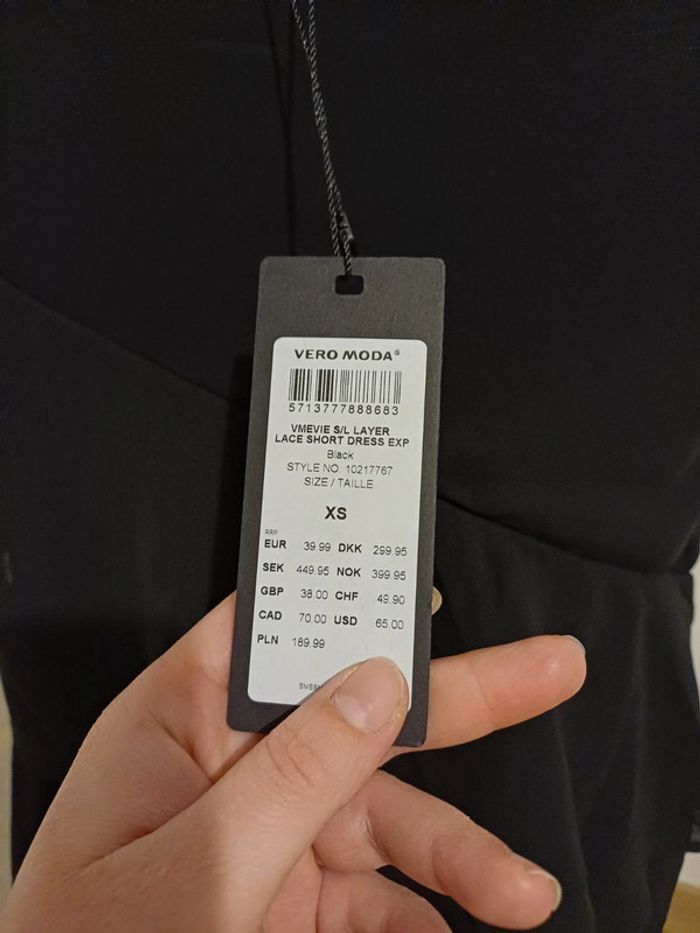 VERO MODA®
5713777888683
VMEVIE S/L LAYER
LACE SHORT DRESS EXP
Black
STYLE NO. 10217767
SIZE / TAILLE
XS
RRP
EUR 39.99 DKK 299.95
SEK 449.95 NOK 399.95
GBP 38.00 CHF 49.90
CAD 70.00 USD 65.00
PLN 189.99